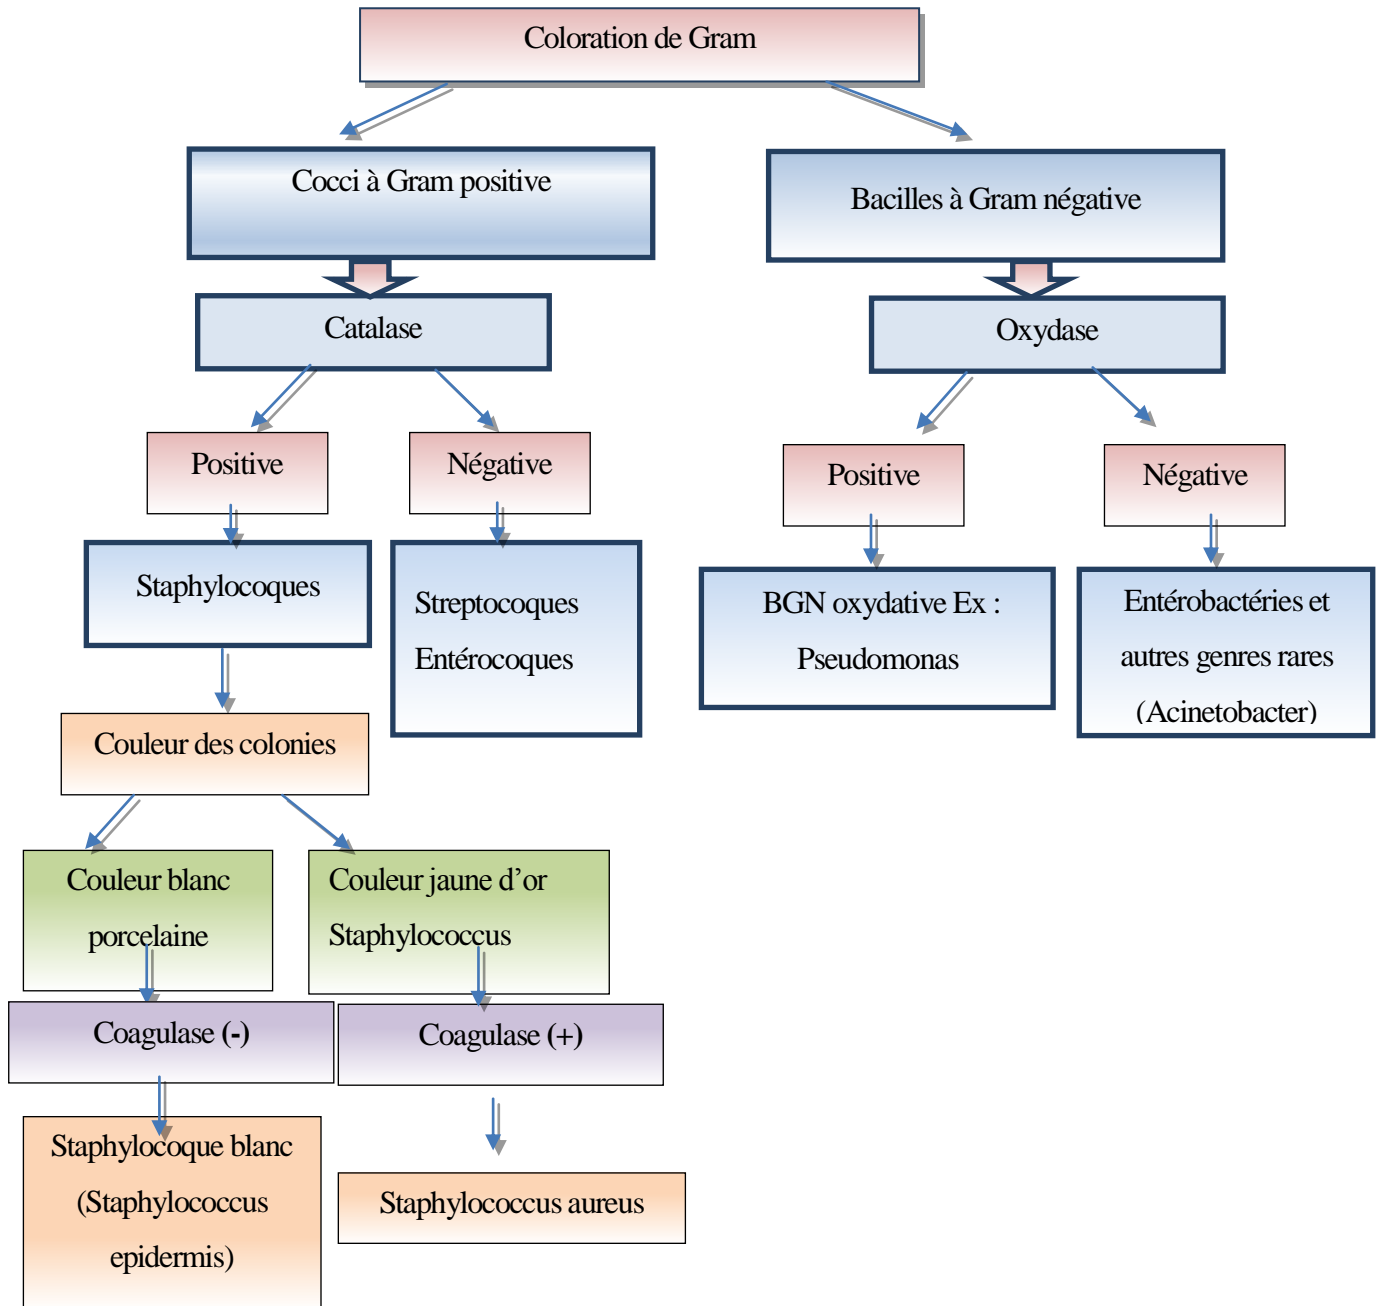 Coloration de Gram
Cocci à Gram positive
Bacilles à Gram négative
Catalase
Oxydase
Positive
Négative
Positive
Négative
Staphylocoques
Streptocoques
Entérocoques
BGN oxydative Ex :
Pseudomonas
Entérobactéries et
autres genres rares
(Acinetobacter)
Couleur des colonies
Couleur blanc
porcelaine
Couleur jaune d’or
Staphylococcus
Coagulase (-)
Coagulase (+)
Staphylocoque blanc
(Staphylococcus
epidermis)
Staphylococcus aureus